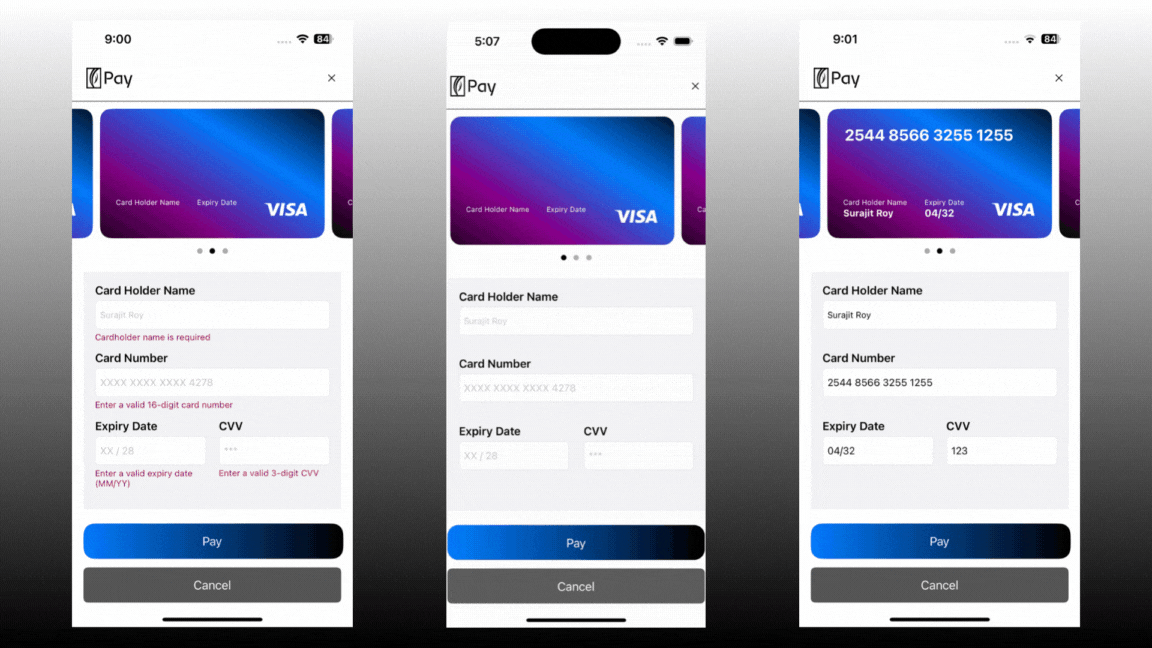 9:00
84
Pay
Card Holder Name
Expiry Date
VISA
Card Holder Name
Surajit Roy
Cardholder name is required
Card Number
XXXX XXXX XXXX 4278
Enter a valid 16-digit card number
Expiry Date
CVV
XX / 28
***
Enter a valid expiry date
(MM/YY)
Enter a valid 3-digit CVV
Pay
Cancel
5:07
Pay
Card Holder Name
Expiry Date
VISA
Ca
Card Holder Name
Surajit Roy
Card Number
XXXX XXXX XXXX 4278
Expiry Date
CVV
XX / 28
***
Pay
Cancel
9:01
84
Pay
2544 8566 3255 1255
Card Holder Name
Expiry Date
Surajit Roy
04/32
VISA
Card Holder Name
Surajit Roy
Card Number
2544 8566 3255 1255
Expiry Date
CVV
04/32
123
Pay
Cancel